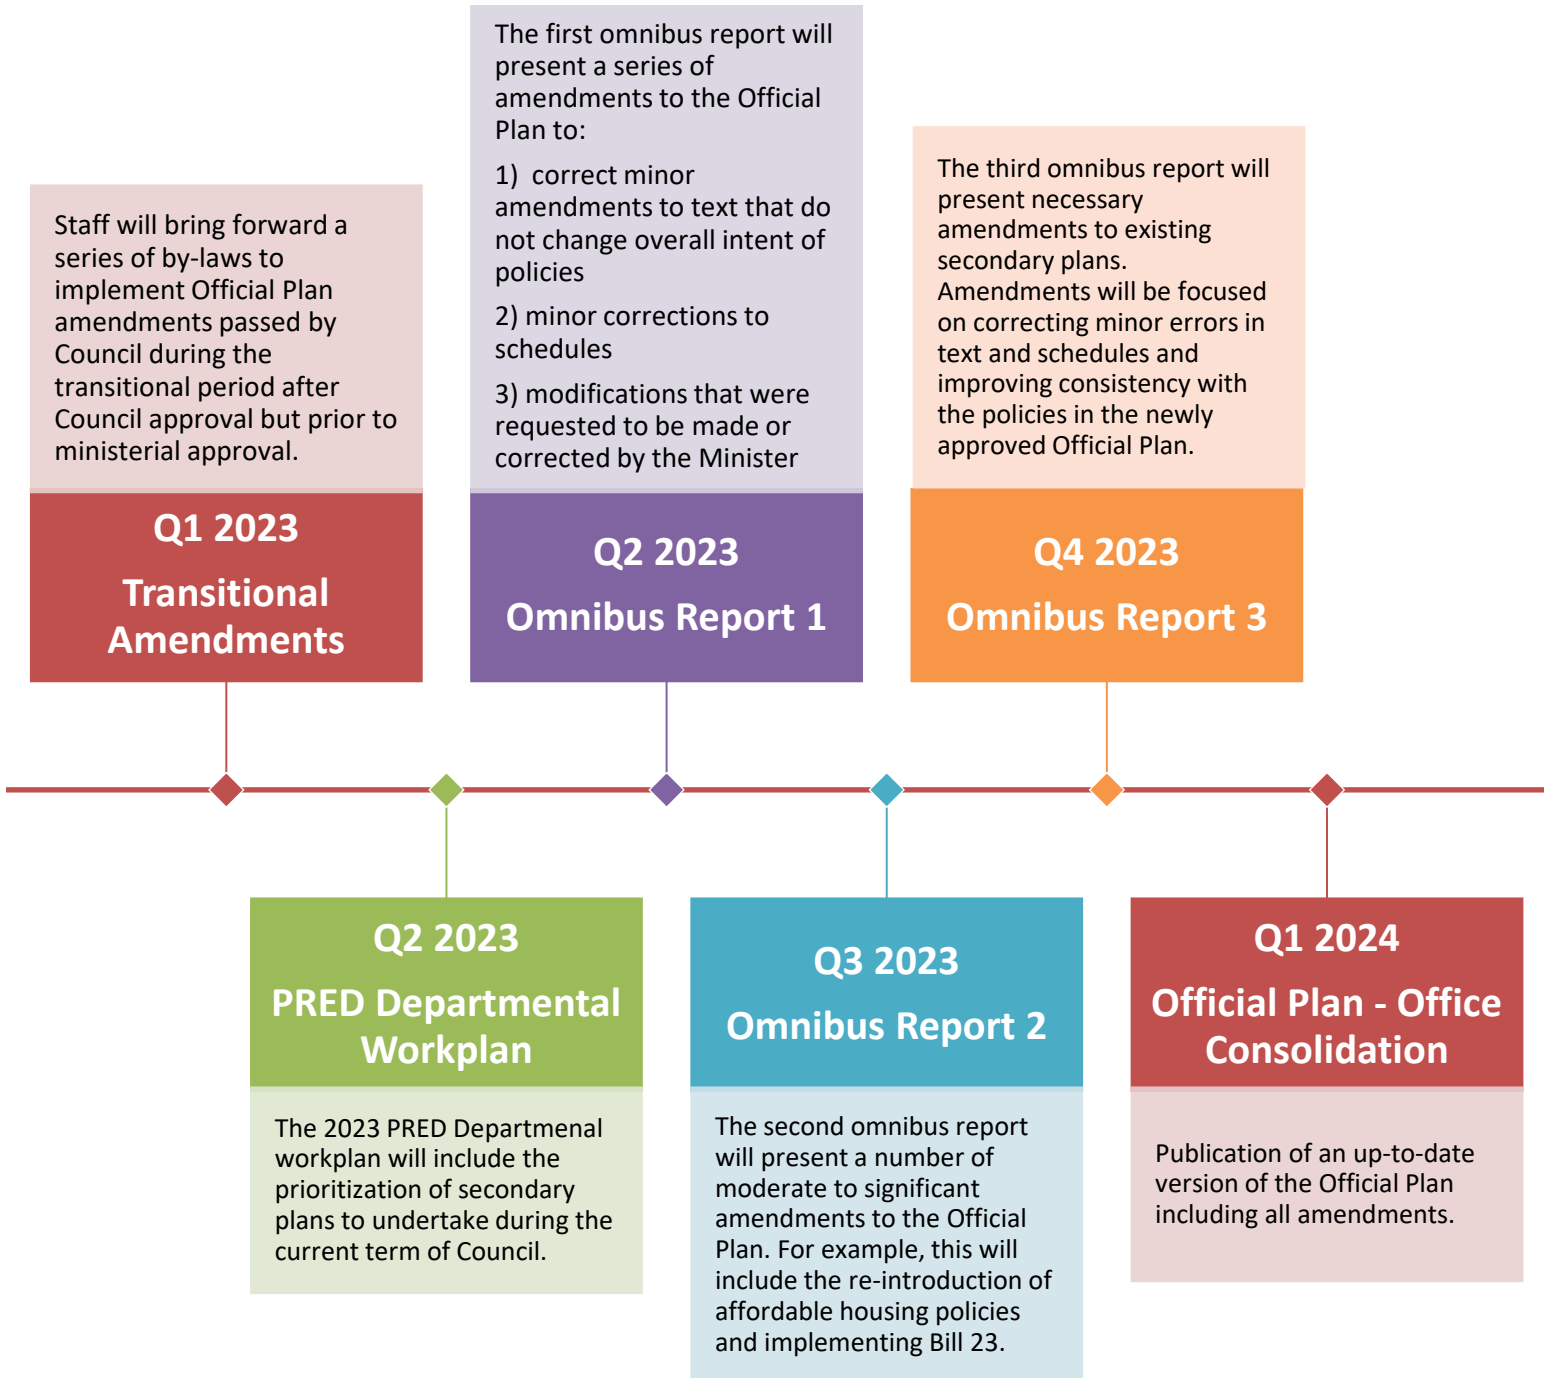 Staff will bring forward a
series of by-laws to
implement Official Plan
amendments passed by
Council during the
transitional period after
Council approval but prior to
ministerial approval.
Q1 2023
Transitional
Amendments
The first omnibus report will
present a series of
amendments to the Official
Plan to:
1)  correct minor
amendments to text that do
not change overall intent of
policies
2) minor corrections to
schedules
3) modifications that were
requested to be made or
corrected by the Minister
Q2 2023
Omnibus Report 1
The third omnibus report will
present necessary
amendments to existing
secondary plans.
Amendments will be focused
on correcting minor errors in
text and schedules and
improving consistency with
the policies in the newly
approved Official Plan.
Q4 2023
Omnibus Report 3
Q2 2023
PRED Departmental
Workplan
The 2023 PRED Departmenal
workplan will include the
prioritization of secondary
plans to undertake during the
current term of Council.
Q3 2023
Omnibus Report 2
The second omnibus report
will present a number of
moderate to significant
amendments to the Official
Plan. For example, this will
include the re-introduction of
affordable housing policies
and implementing Bill 23.
Q1 2024
Official Plan - Office
Consolidation
Publication of an up-to-date
version of the Official Plan
including all amendments.